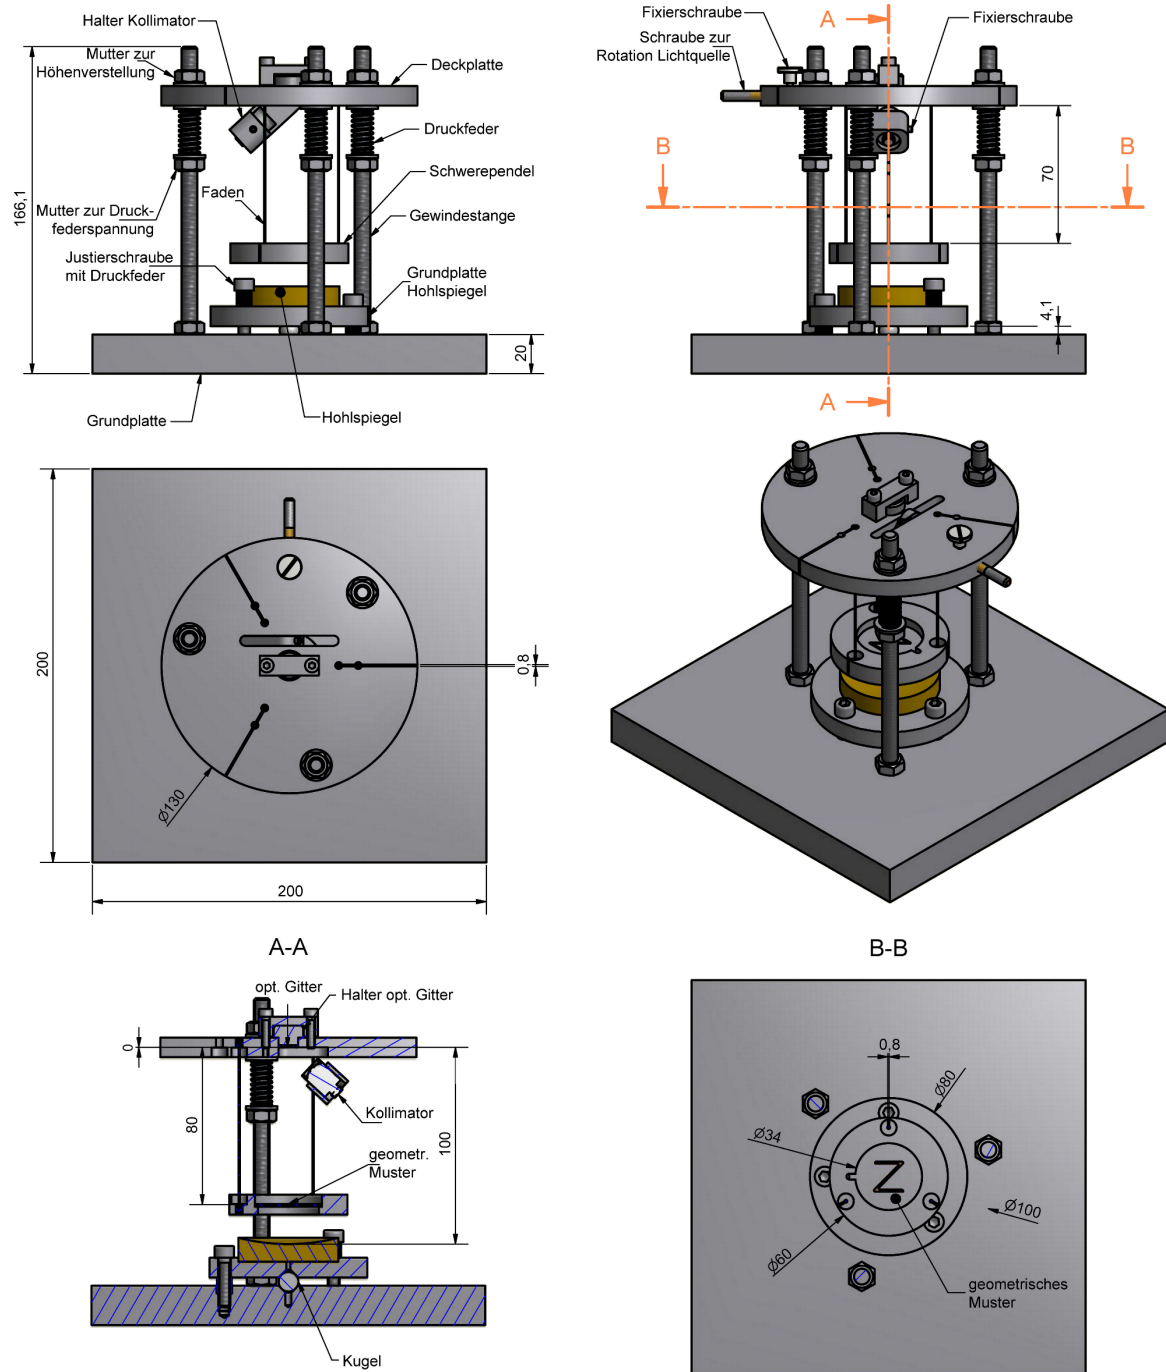 Halter Kollimator
Mutter zur
Höhenverstellung
Deckplatte
Druckfeder
166,1
Schwerependel
Faden
Mutter zur Druck-
federspannung
Gewindestange
Justierschraube
mit Druckfeder
Grundplatte
Hohlspiegel
20
Grundplatte
Hohlspiegel
Fixierschraube
A
Fixierschraube
Schraube zur
Rotation Lichtquelle
B
B
70
4,1
A
200
0,8
Ø130
200
A-A
opt. Gitter
Halter opt. Gitter
0
80
Kollimator
100
geometr.
Muster
Kugel
B-B
0,8
Ø80
Ø34
Ø100
Ø60
geometrisches
Muster